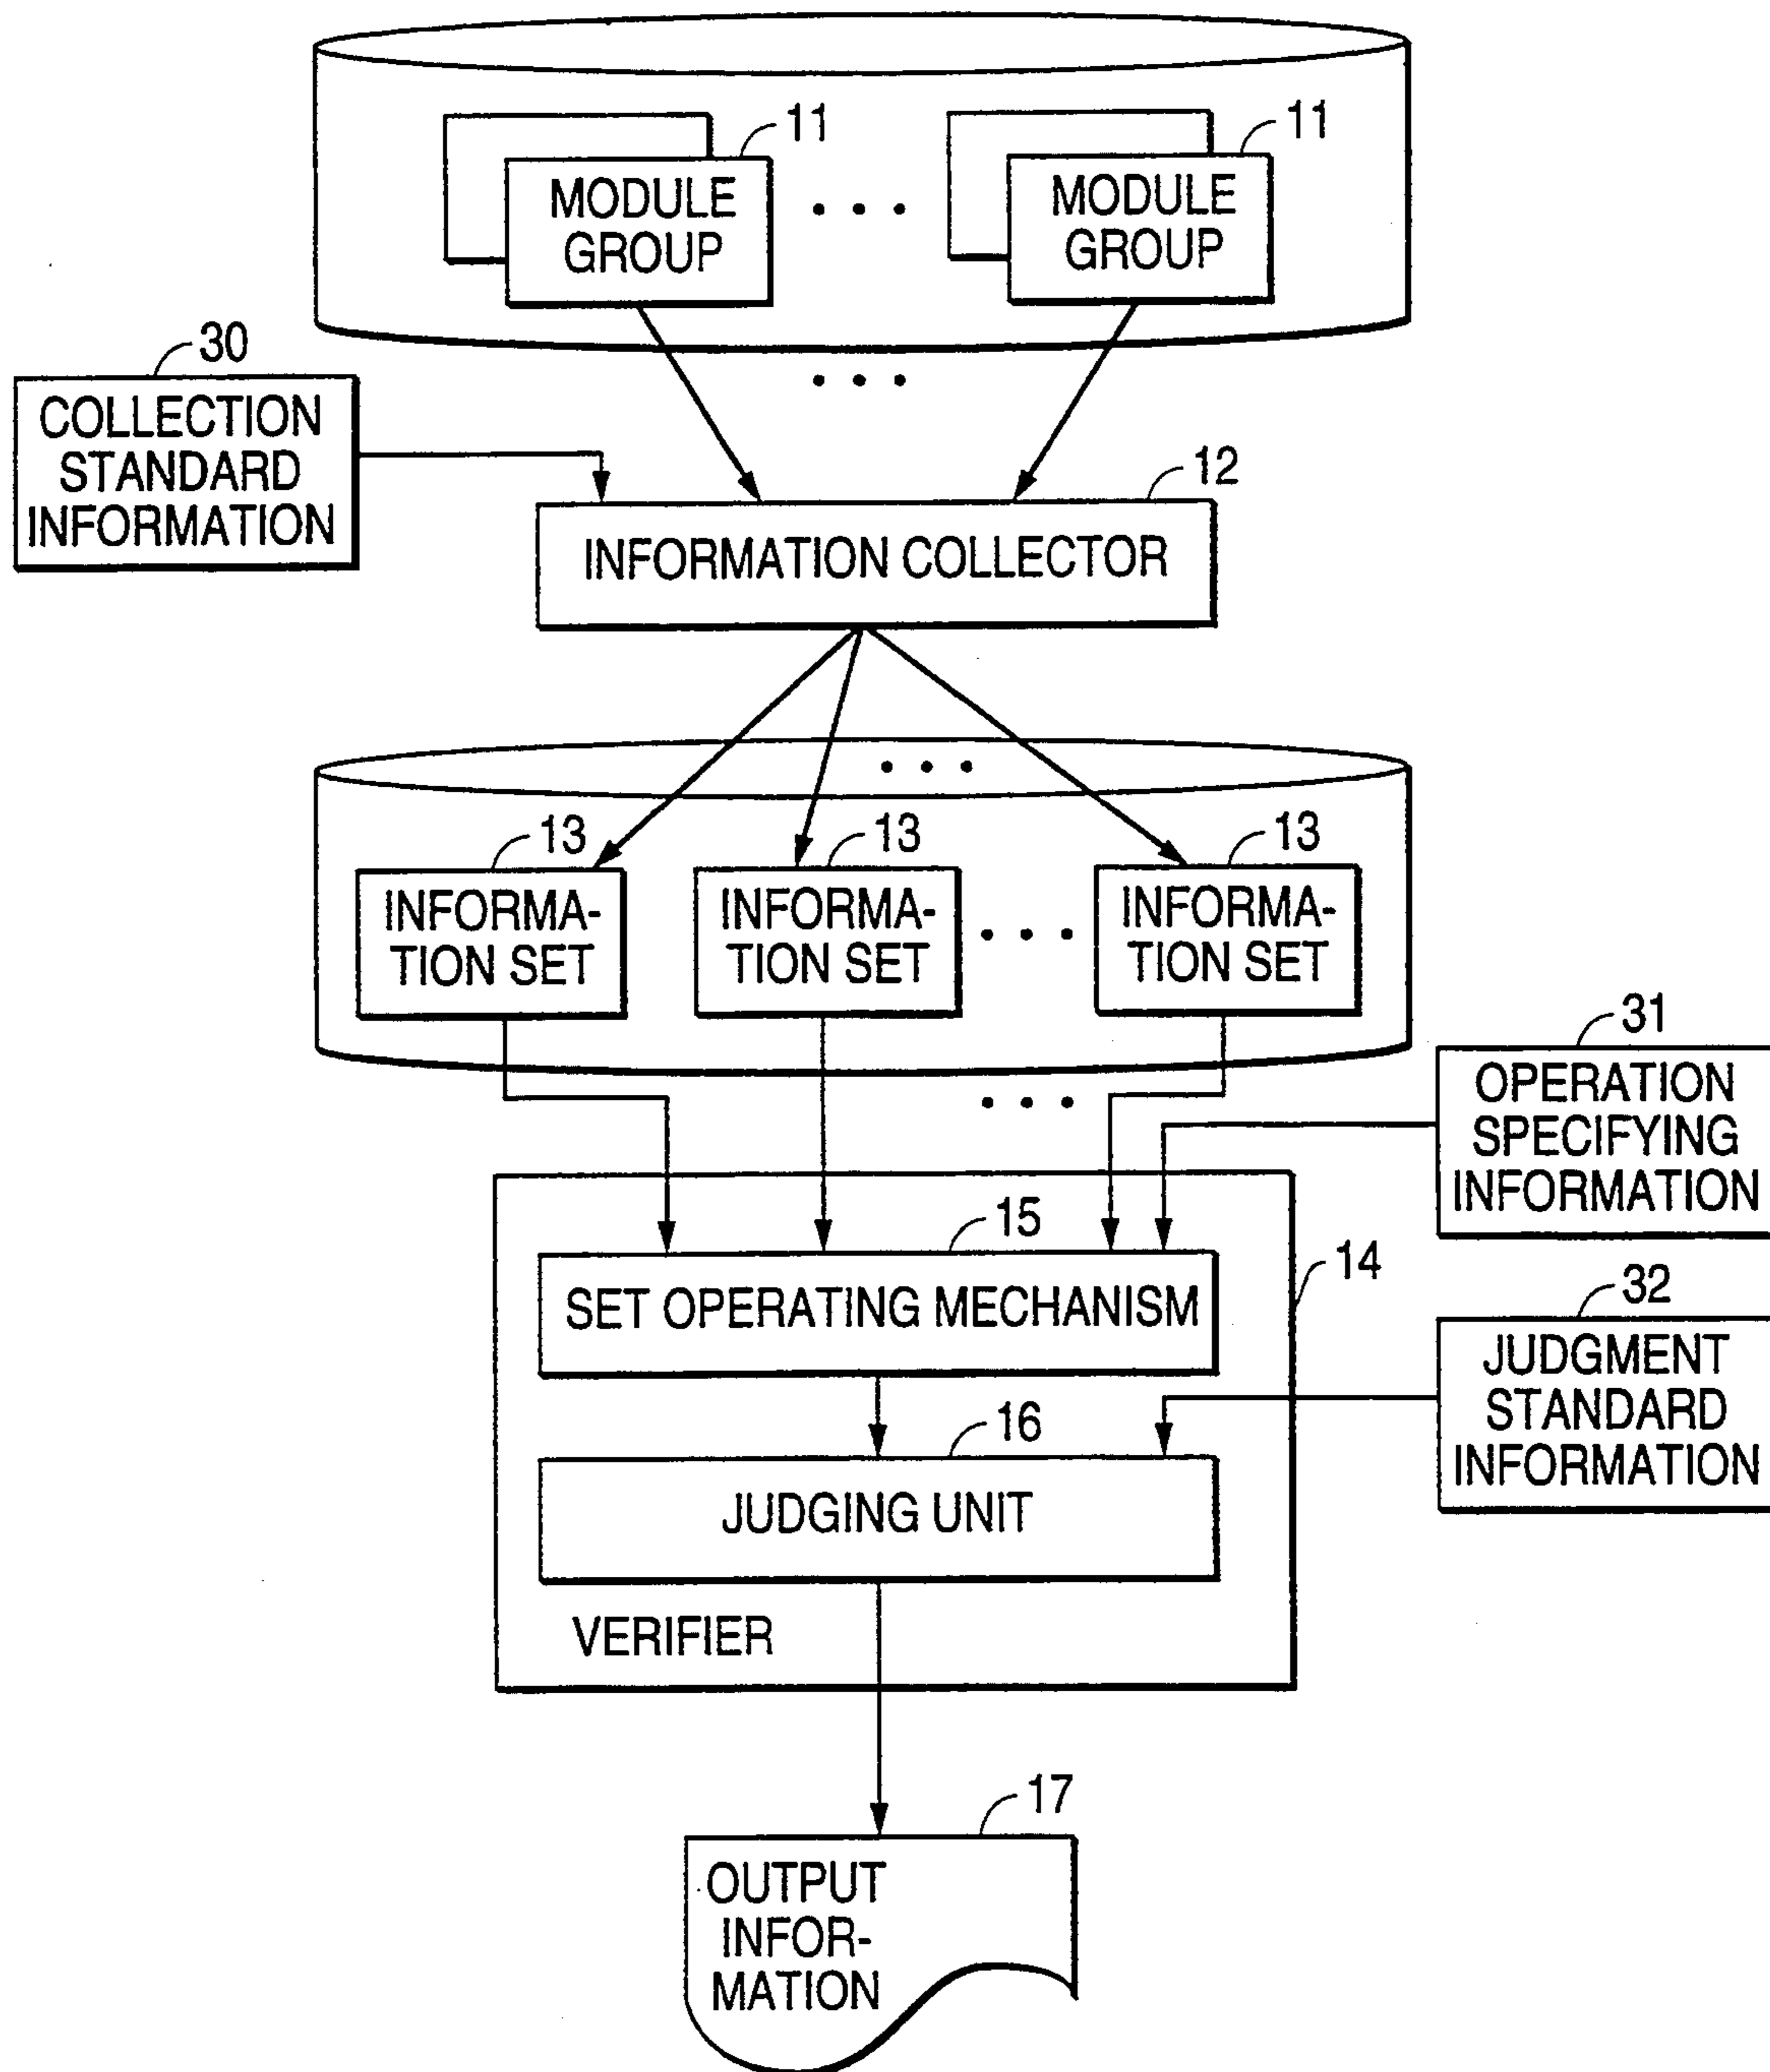 11
11
MODULE
GROUP
. . .
MODULE
GROUP
30
. . .
COLLECTION
STANDARD
INFORMATION
12
INFORMATION COLLECTOR
. . .
13
13
13
INFORMA-
TION SET
INFORMA-
TION SET
. . .
INFORMA-
TION SET
31
. . .
OPERATION
SPECIFYING
INFORMATION
15
14
SET OPERATING MECHANISM
32
JUDGMENT
STANDARD
INFORMATION
16
JUDGING UNIT
VERIFIER
17
OUTPUT
INFOR-
MATION